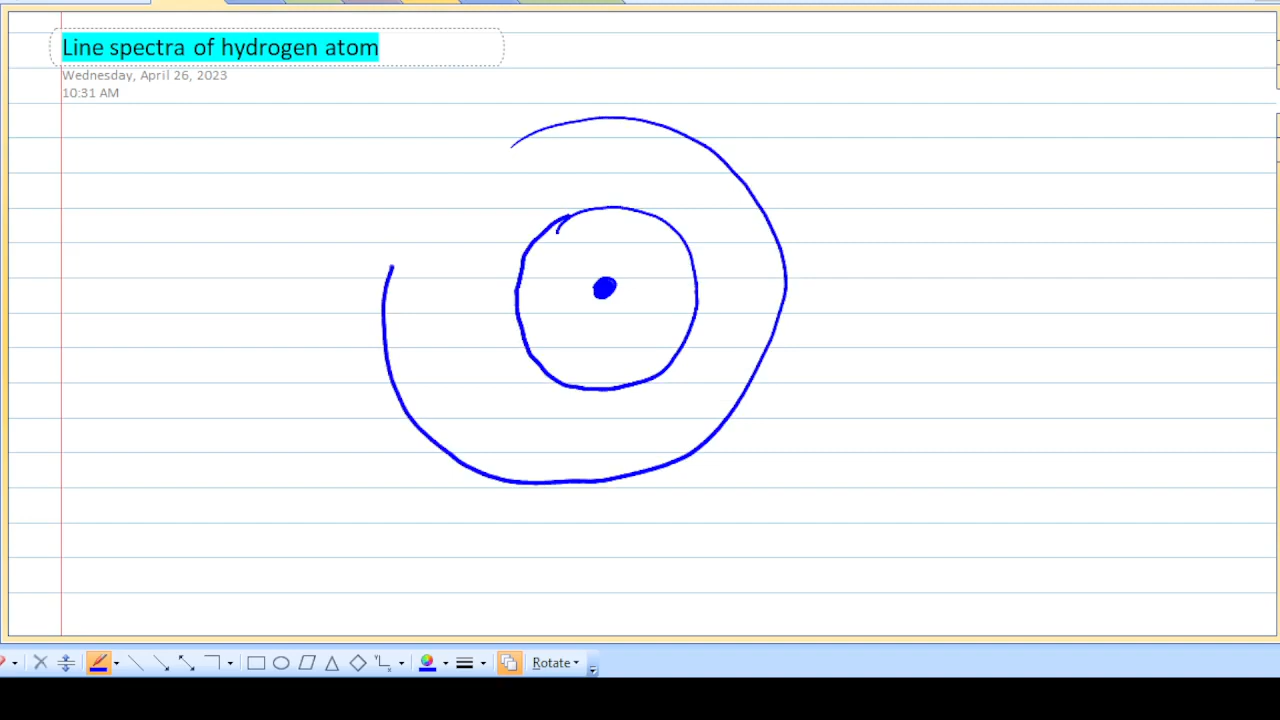 Line spectra of hydrogen atom
Wednesday, April 26, 2023
10:31 AM
Rotate